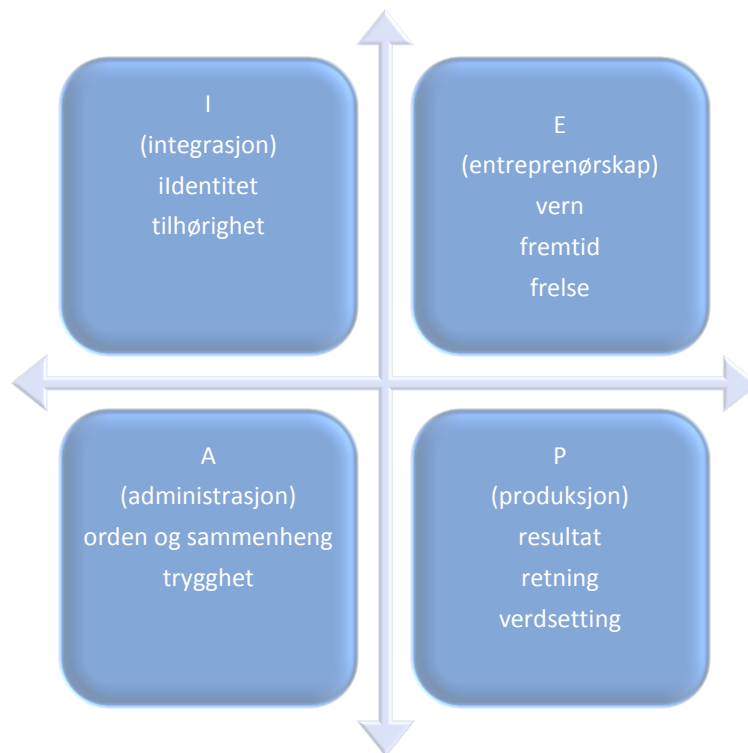 I
(integrasjon)
iIdentitet
tilhørighet
E
(entreprenørskap)
vern
fremtid
frelse
A
(administrasjon)
orden og sammenheng
trygghet
P
(produksjon)
resultat
retning
verdsetting